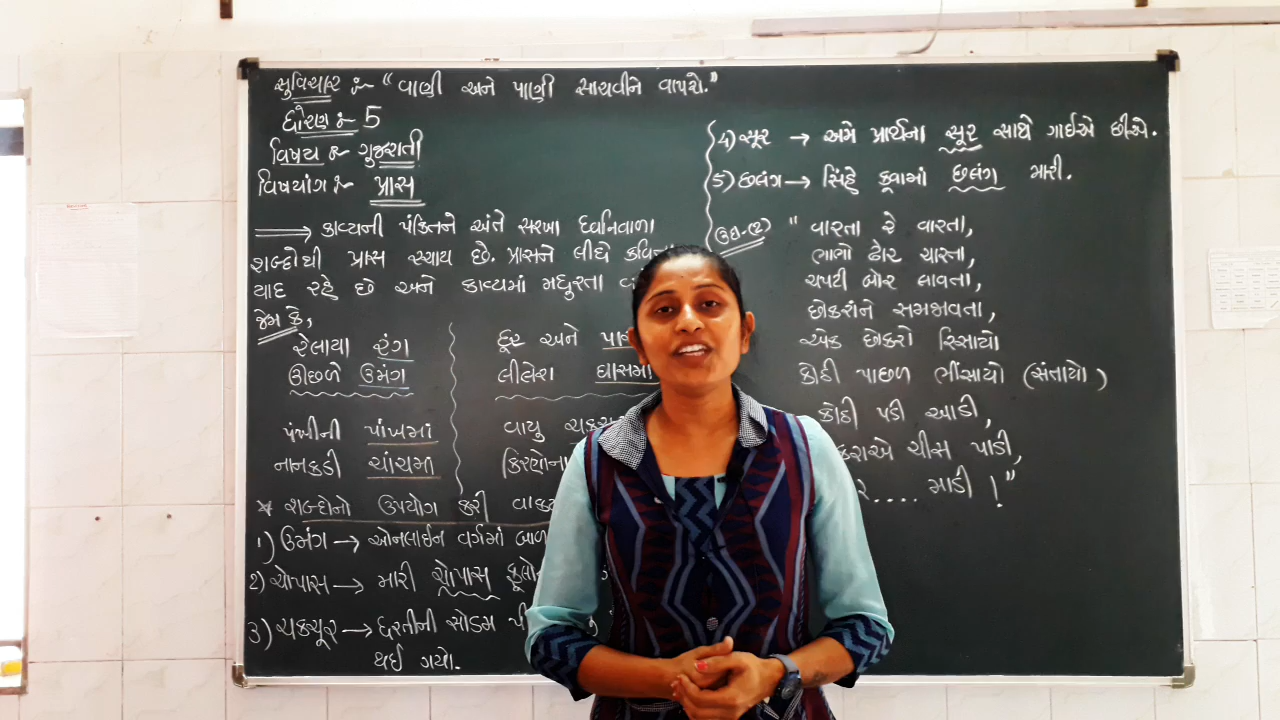 સુવિચાર :- "વાણી અને પાણી સાચવીને વાપરો."
ધોરણ :- 5
વિષય :- ગુજરાતી
વિષયાંગ :- પ્રાસ
→ કાવ્યની પંક્તિને અંતે સરખા ધ્વનિવાળા
શબ્દોથી પ્રાસ રચાય છે. પ્રાસને લીધે
યાદ રહે છે અને કાવ્યમાં મધુરતા
જેમ કે,
રેલાયા રંગ
ઊછળે ઉમંગ
પંખીની પાંખમાં
નાનકડી ચાંચમાં
દૂર અને
લીલેરા ઘાસમાં
વાયુ
કિરણોના
* શબ્દોનો ઉપયોગ કરી
1) ઉમંગ → ઓનલાઈન વર્ગમાં
2) ચોપાસ → મારી ચોપાસ
3) ચકચૂર → ધરતીની સોડમ
થઈ ગયો.
4) સૂર → અમે પ્રાર્થના સૂર સાથે ગાઈએ છીએ.
5) છલંગ → સિંહે કૂવામાં છલંગ મારી.
ઉદા-(2) "વારતા રે વારતા,
ભાભો ઢોર ચારતા,
ચપટી બોર લાવતા,
છોકરાંને સમજાવતા,
એક છોકરો રિસાયો
કોઠી પાછળ ભીંસાયો (સંતાયો)
કોઠી પડી આડી,
ચીસ પાડી,
.... માડી !"